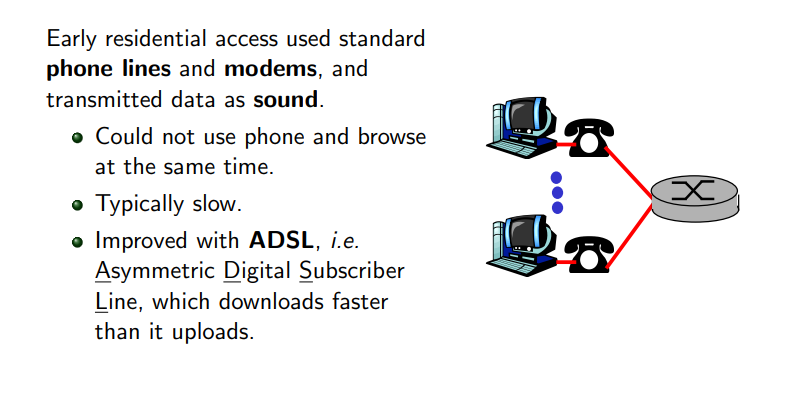 Early residential access used standard
phone lines and modems, and
transmitted data as sound.
Could not use phone and browse
at the same time.
Typically slow.
Improved with ADSL, i.e.
Asymmetric Digital Subscriber
Line, which downloads faster
than it uploads.